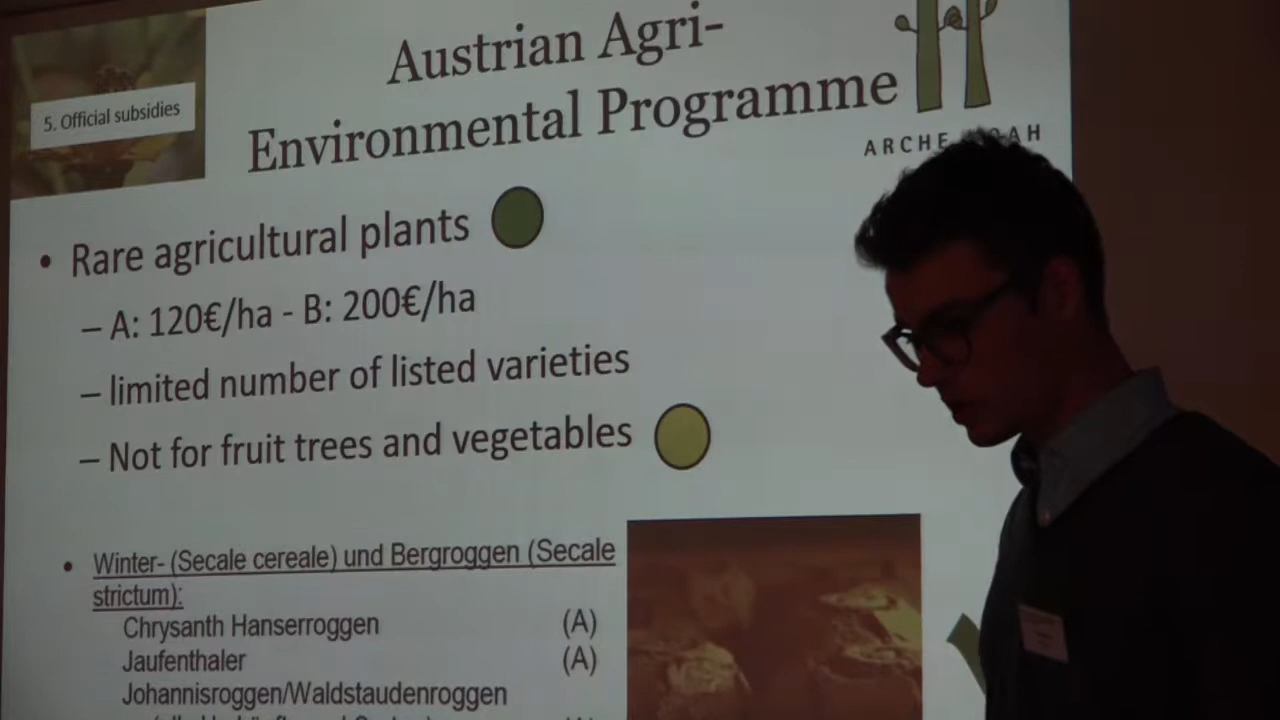 5. Official subsidies
Austrian Agri-
Environmental Programme
ARCHE NOAH
• Rare agricultural plants
– A: 120€/ha - B: 200€/ha
– limited number of listed varieties
– Not for fruit trees and vegetables
• Winter- (Secale cereale) und Bergroggen (Secale
strictum):
Chrysanth Hanserroggen (A)
Jaufenthaler (A)
Johannisroggen/Waldstaudenroggen